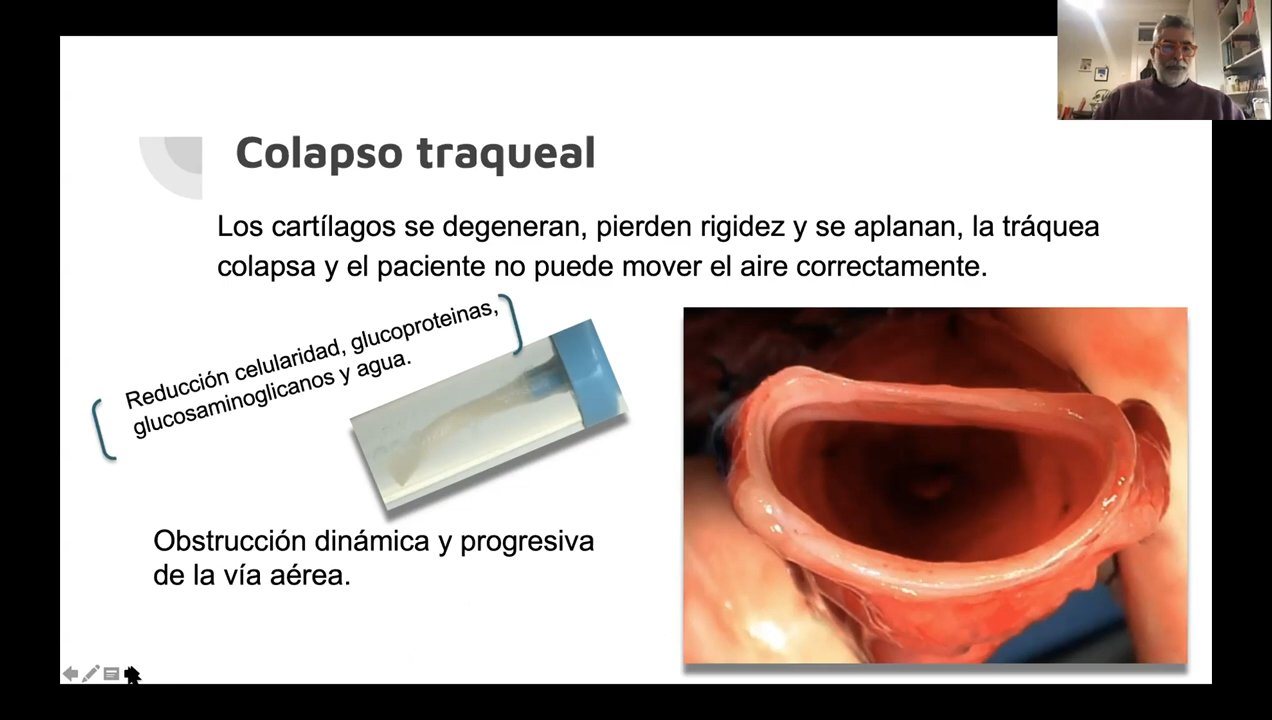 Colapso traqueal
Los cartílagos se degeneran, pierden rigidez y se aplanan, la tráquea
colapsa y el paciente no puede mover el aire correctamente.
Reducción celularidad, glucoproteinas,
glucosaminoglicanos y agua.
Obstrucción dinámica y progresiva
de la vía aérea.